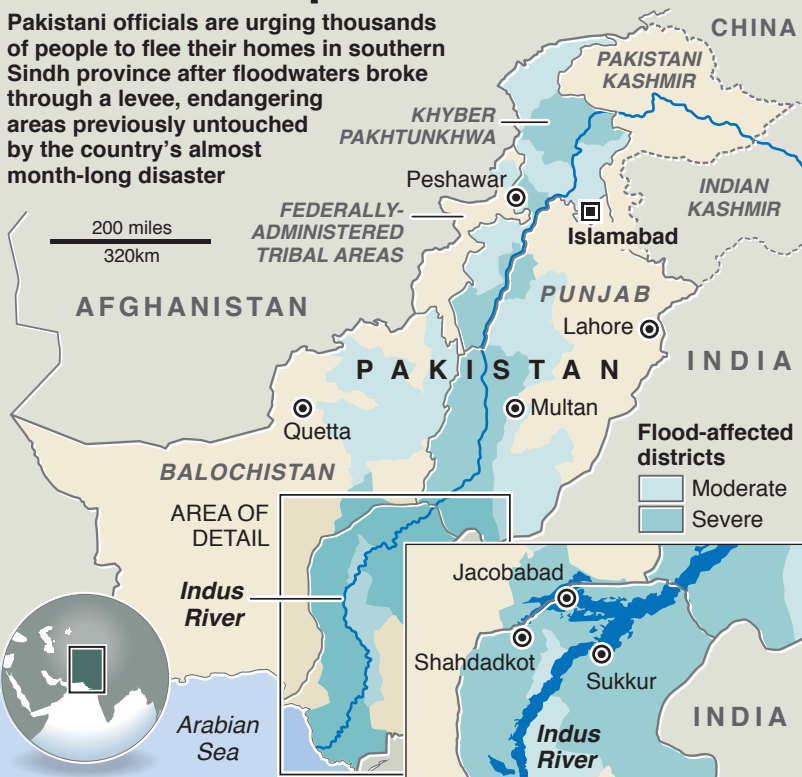 Pakistani officials are urging thousands
of people to flee their homes in southern
Sindh province after floodwaters broke
through a levee, endangering
areas previously untouched
by the country's almost
month-long disaster
CHINA
PAKISTANI
KASHMIR
KHYBER
PAKHTUNKHWA
Peshawar
INDIAN
KASHMIR
FEDERALLY-
ADMINISTERED
TRIBAL AREAS
200 miles
320km
Islamabad
AFGHANISTAN
PUNJAB
Lahore
PAKISTAN
INDIA
Multan
Quetta
Flood-affected
districts
Moderate
Severe
BALOCHISTAN
AREA OF
DETAIL
Indus
River
Jacobabad
Shahdadkot
Sukkur
INDIA
Indus
River
Arabian
Sea